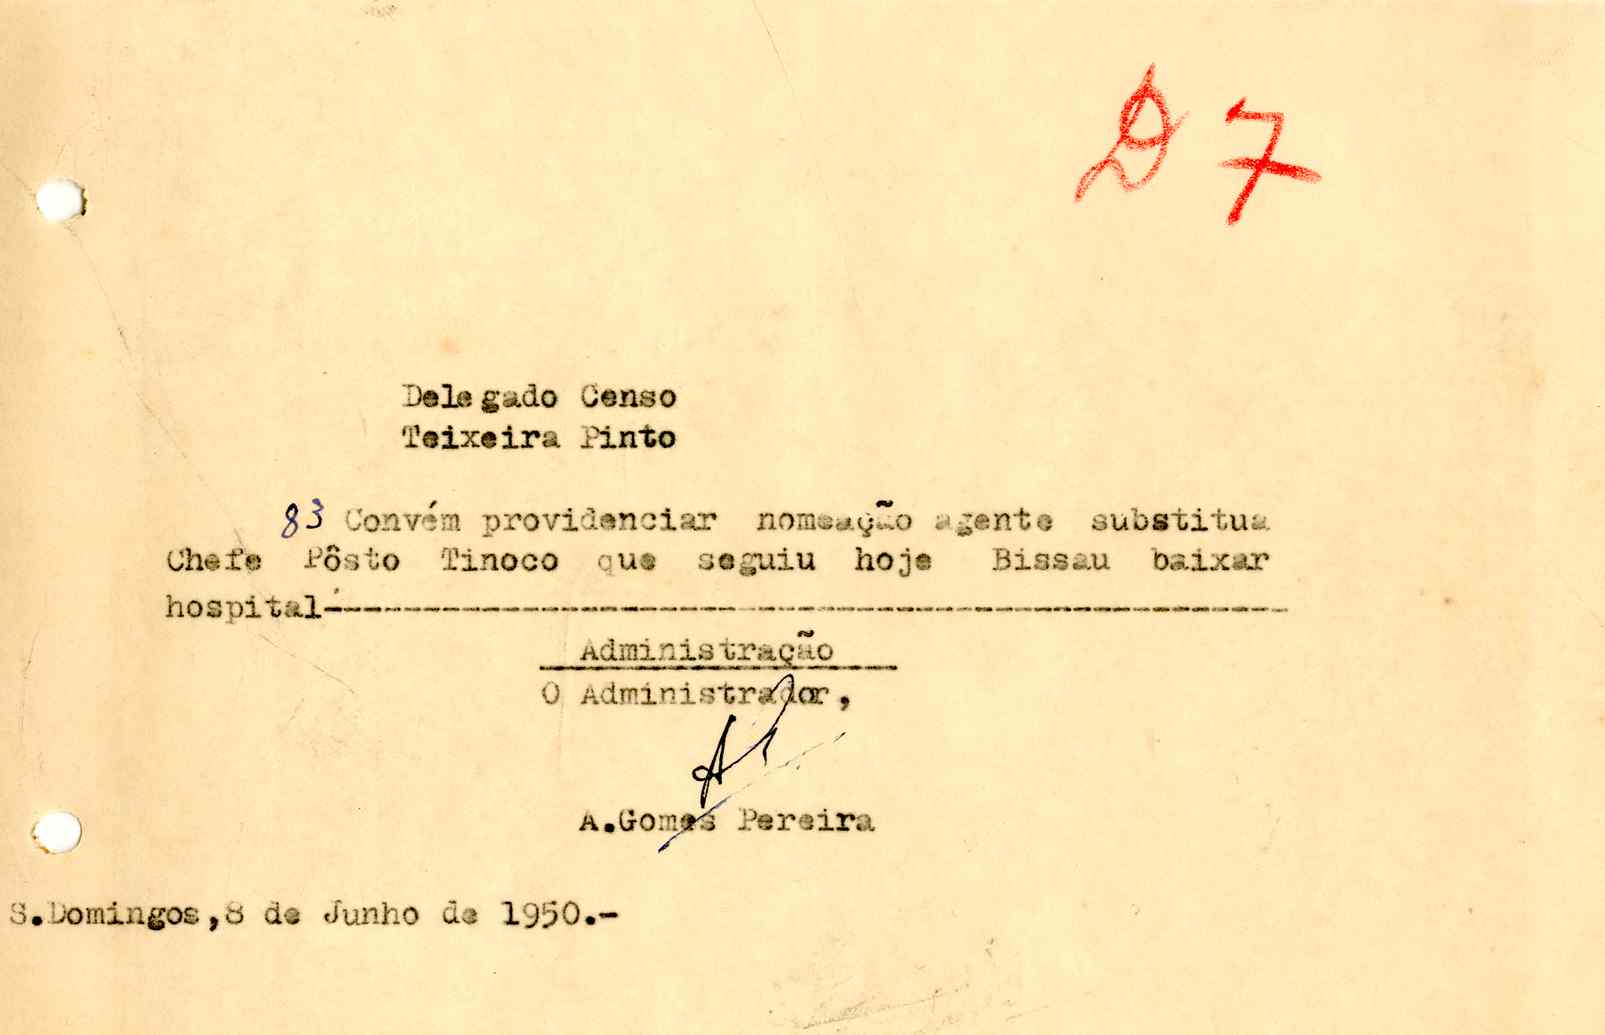 D 7
Delegado Censo
Teixeira Pinto
83 Convém providenciar nomeação agente substitua
Chefe Pôsto Tinoco que seguiu hoje Bissau baixar
hospital------------------------------------------------
Administração
O Administrador,
A.Gomes Pereira
S.Domingos,8 de Junho de 1950.-